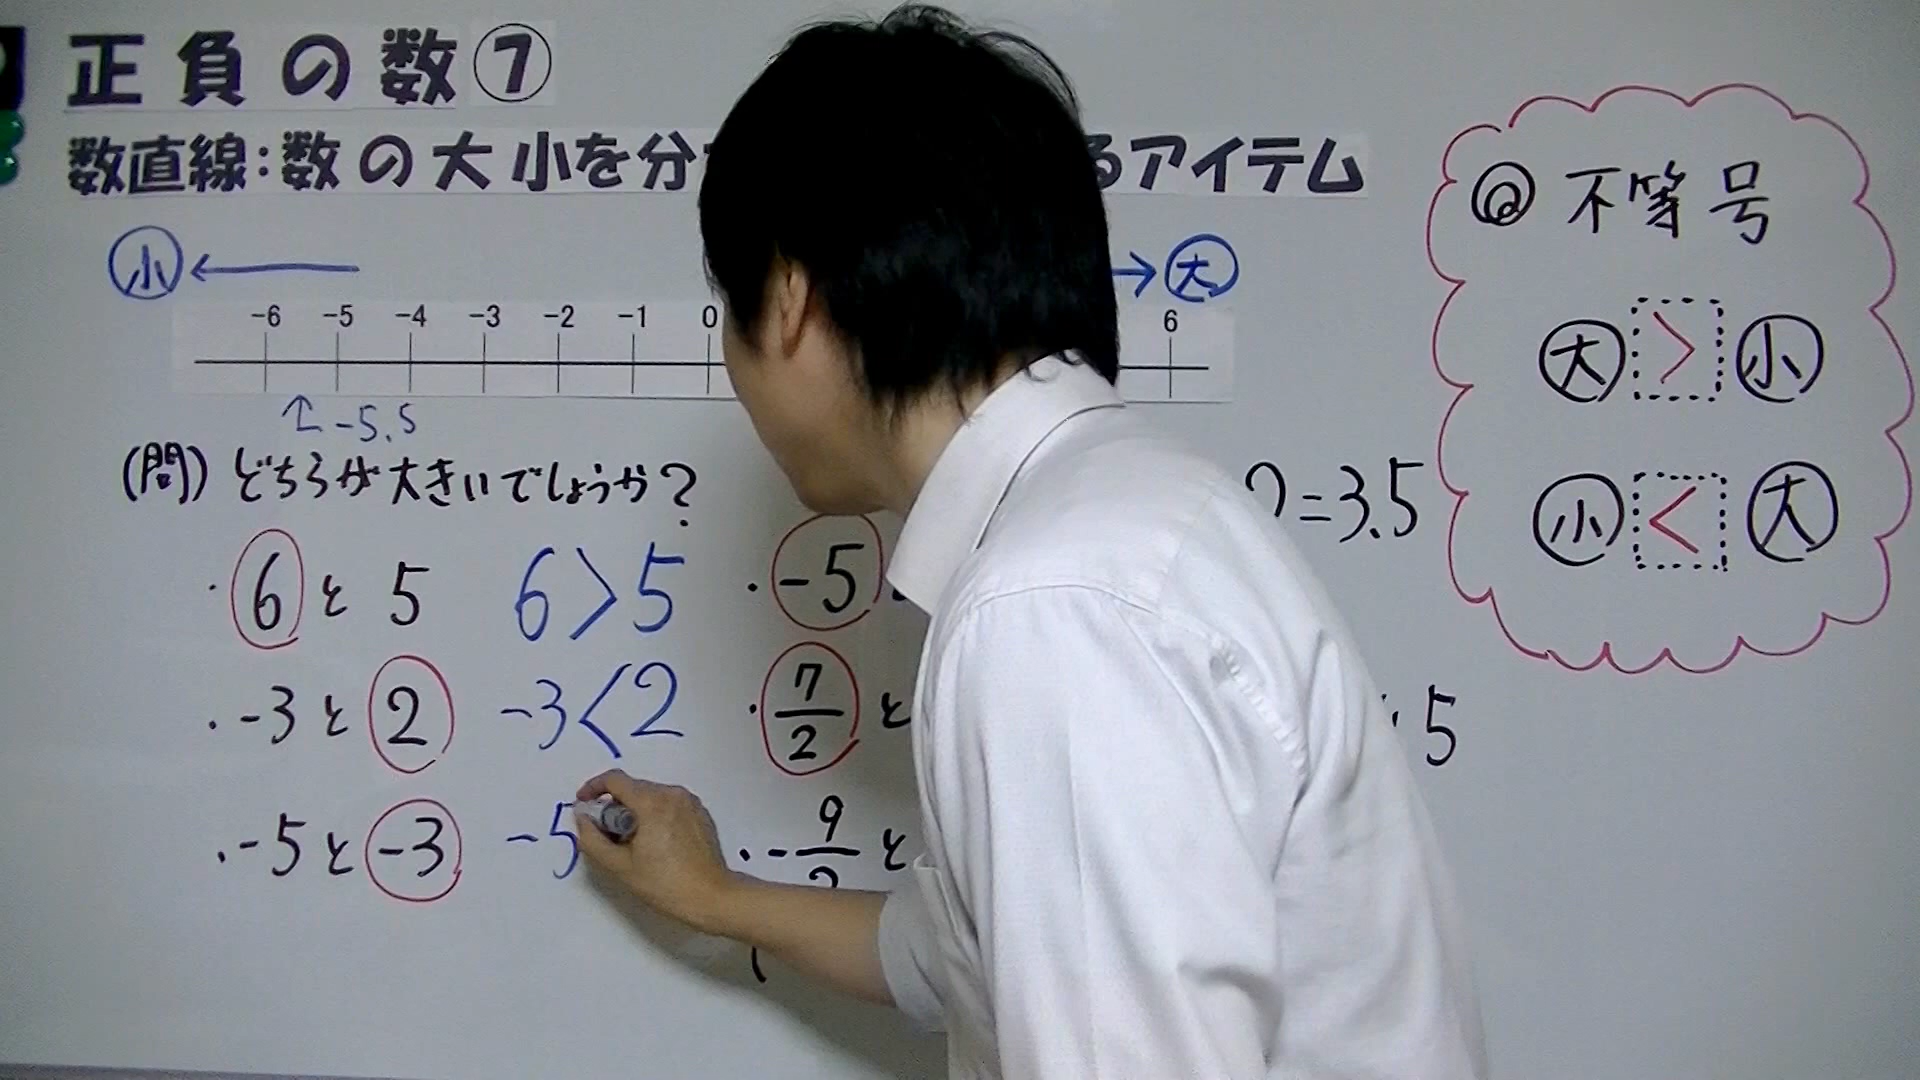 正負の数⑦
数直線:数の大小を分 るアイテム
小 ← → 大
-6 -5 -4 -3 -2 -1 0 6
↑ -5.5
(問) どちらが大きいでしょうか?
・6と5 6>5 ・-5
・-3と2 -3<2 ・7/2と
・-5と-3 -5 ・-9/2と
=3.5
5
◎不等号
大 > 小
小 < 大